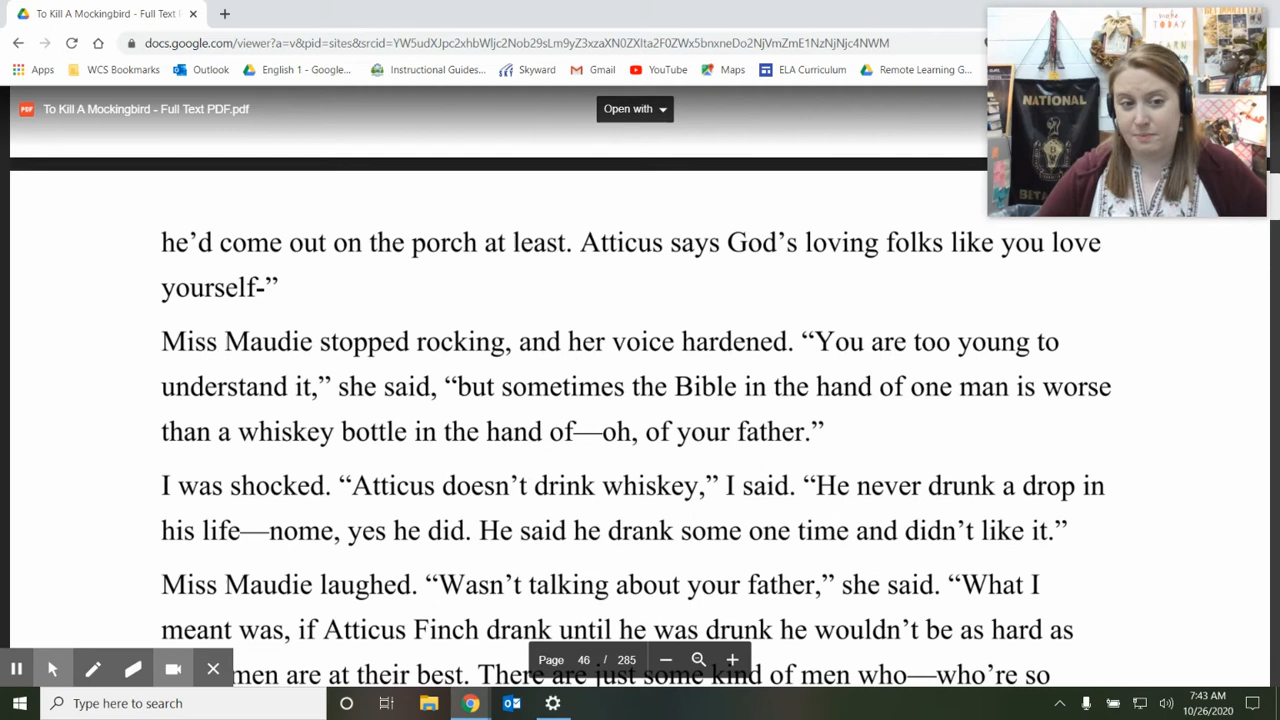 To Kill A Mockingbird - Full Text
docs.google.com/viewer?a=v&pid=sites&srcid=
Apps WCS Bookmarks Outlook English 1 - Google... Instructional Guides... Skyward Gmail YouTube Maps ELA Curriculum Remote Learning G...
PDF To Kill A Mockingbird - Full Text PDF.pdf Open with
make
TODAY
NATIONAL
BETA
he’d come out on the porch at least. Atticus says God’s loving folks like you love
yourself-”
Miss Maudie stopped rocking, and her voice hardened. “You are too young to
understand it,” she said, “but sometimes the Bible in the hand of one man is worse
than a whiskey bottle in the hand of—oh, of your father.”
I was shocked. “Atticus doesn’t drink whiskey,” I said. “He never drunk a drop in
his life—nome, yes he did. He said he drank some one time and didn’t like it.”
Miss Maudie laughed. “Wasn’t talking about your father,” she said. “What I
meant was, if Atticus Finch drank until he was drunk he wouldn’t be as hard as
men are at their best. There are just some kind of men who—who’re so
Page 46 / 285
Type here to search
7:43 AM
10/26/2020